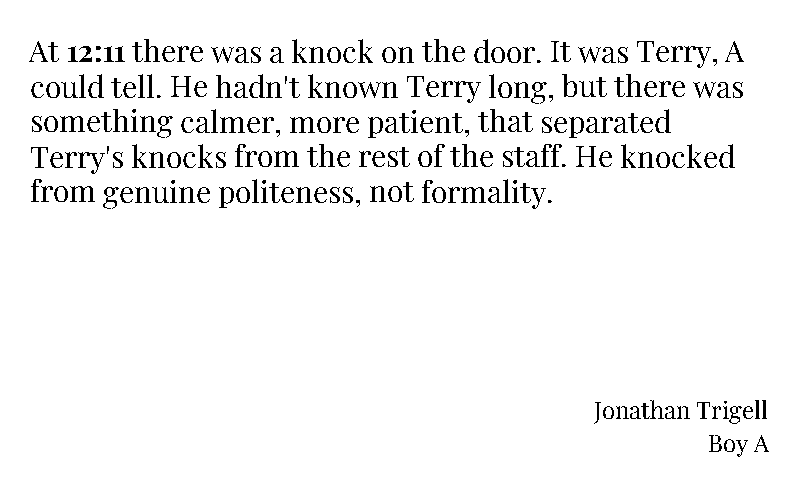 At 12:11 there was a knock on the door. It was Terry, A
could tell. He hadn't known Terry long, but there was
something calmer, more patient, that separated
Terry's knocks from the rest of the staff. He knocked
from genuine politeness, not formality.
Jonathan Trigell
Boy A